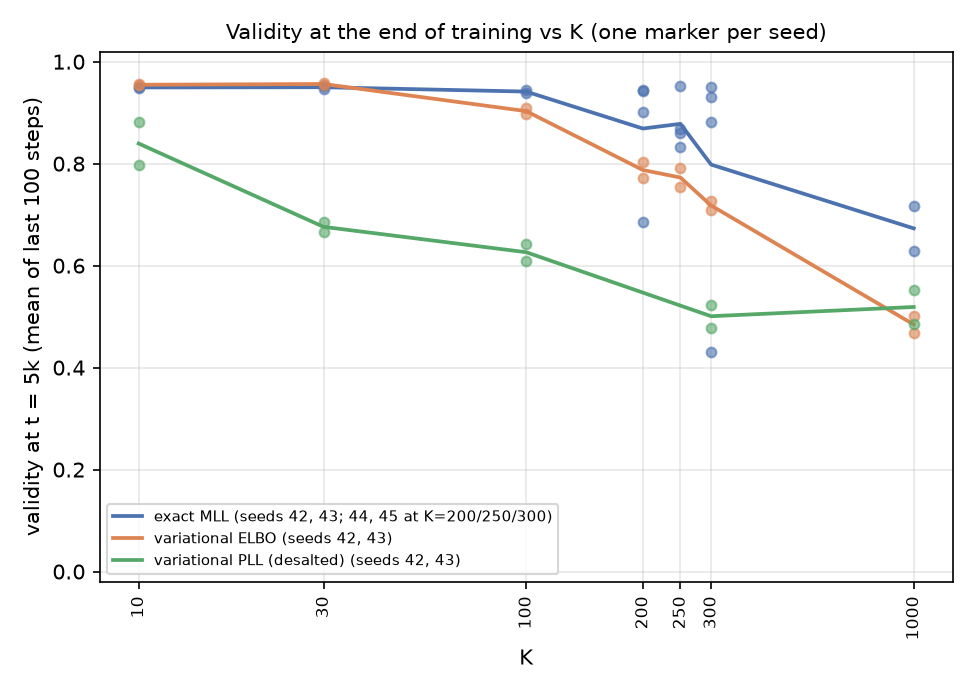 Validity at the end of training vs K (one marker per seed)
validity at t = 5k (mean of last 100 steps)
1.0
0.8
0.6
0.4
0.2
0.0
exact MLL (seeds 42, 43; 44, 45 at K=200/250/300)
variational ELBO (seeds 42, 43)
variational PLL (desalted) (seeds 42, 43)
10
30
100
200
250
300
1000
K